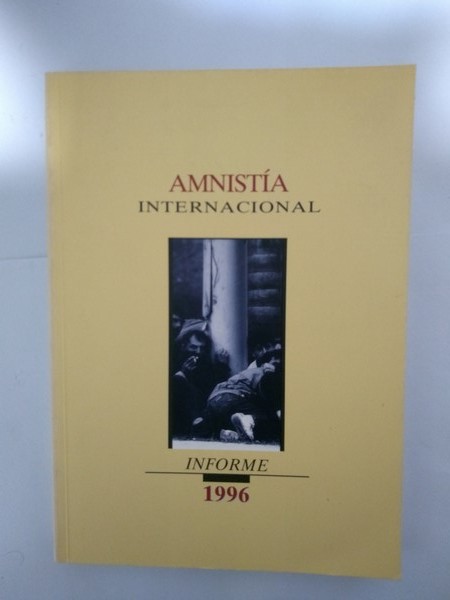 AMNISTÍA
INTERNACIONAL
INFORME
1996